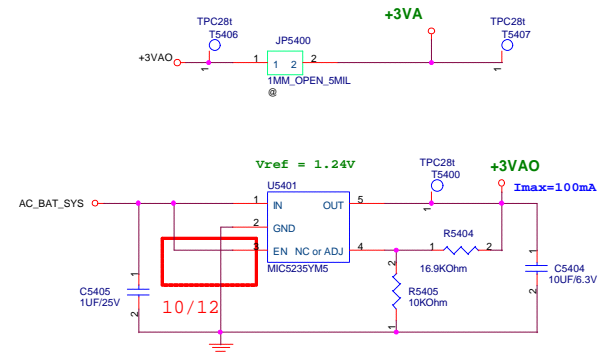 +3VA
TPC28t
T5406
TPC28t
T5407
JP5400
+3VAO
1
1 2
2
1MM_OPEN_5MIL
@
1
1
Vref = 1.24V
TPC28t
T5400
+3VAO
Imax=100mA
U5401
AC_BAT_SYS
1
IN
OUT
5
1
2
GND
R5404
3
EN
NC or ADJ
4
1
2
MIC5235YM5
16.9KOhm
1
C5405
1UF/25V
2
10/12
2
R5405
10KOhm
1
1
C5404
10UF/6.3V
2